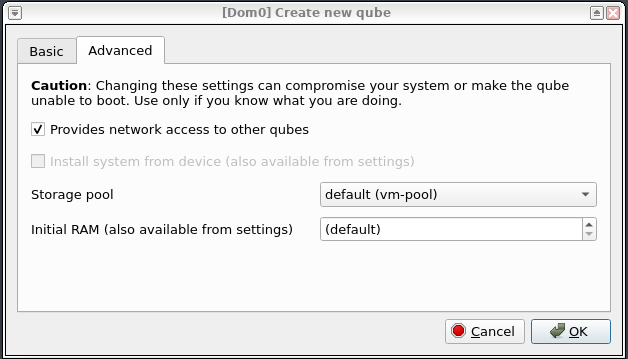 [Dom0] Create new qube
Basic
Advanced
Caution: Changing these settings can compromise your system or make the qube
unable to boot. Use only if you know what you are doing.
Provides network access to other qubes
Install system from device (also available from settings)
Storage pool
default (vm-pool)
Initial RAM (also available from settings)
(default)
Cancel
OK